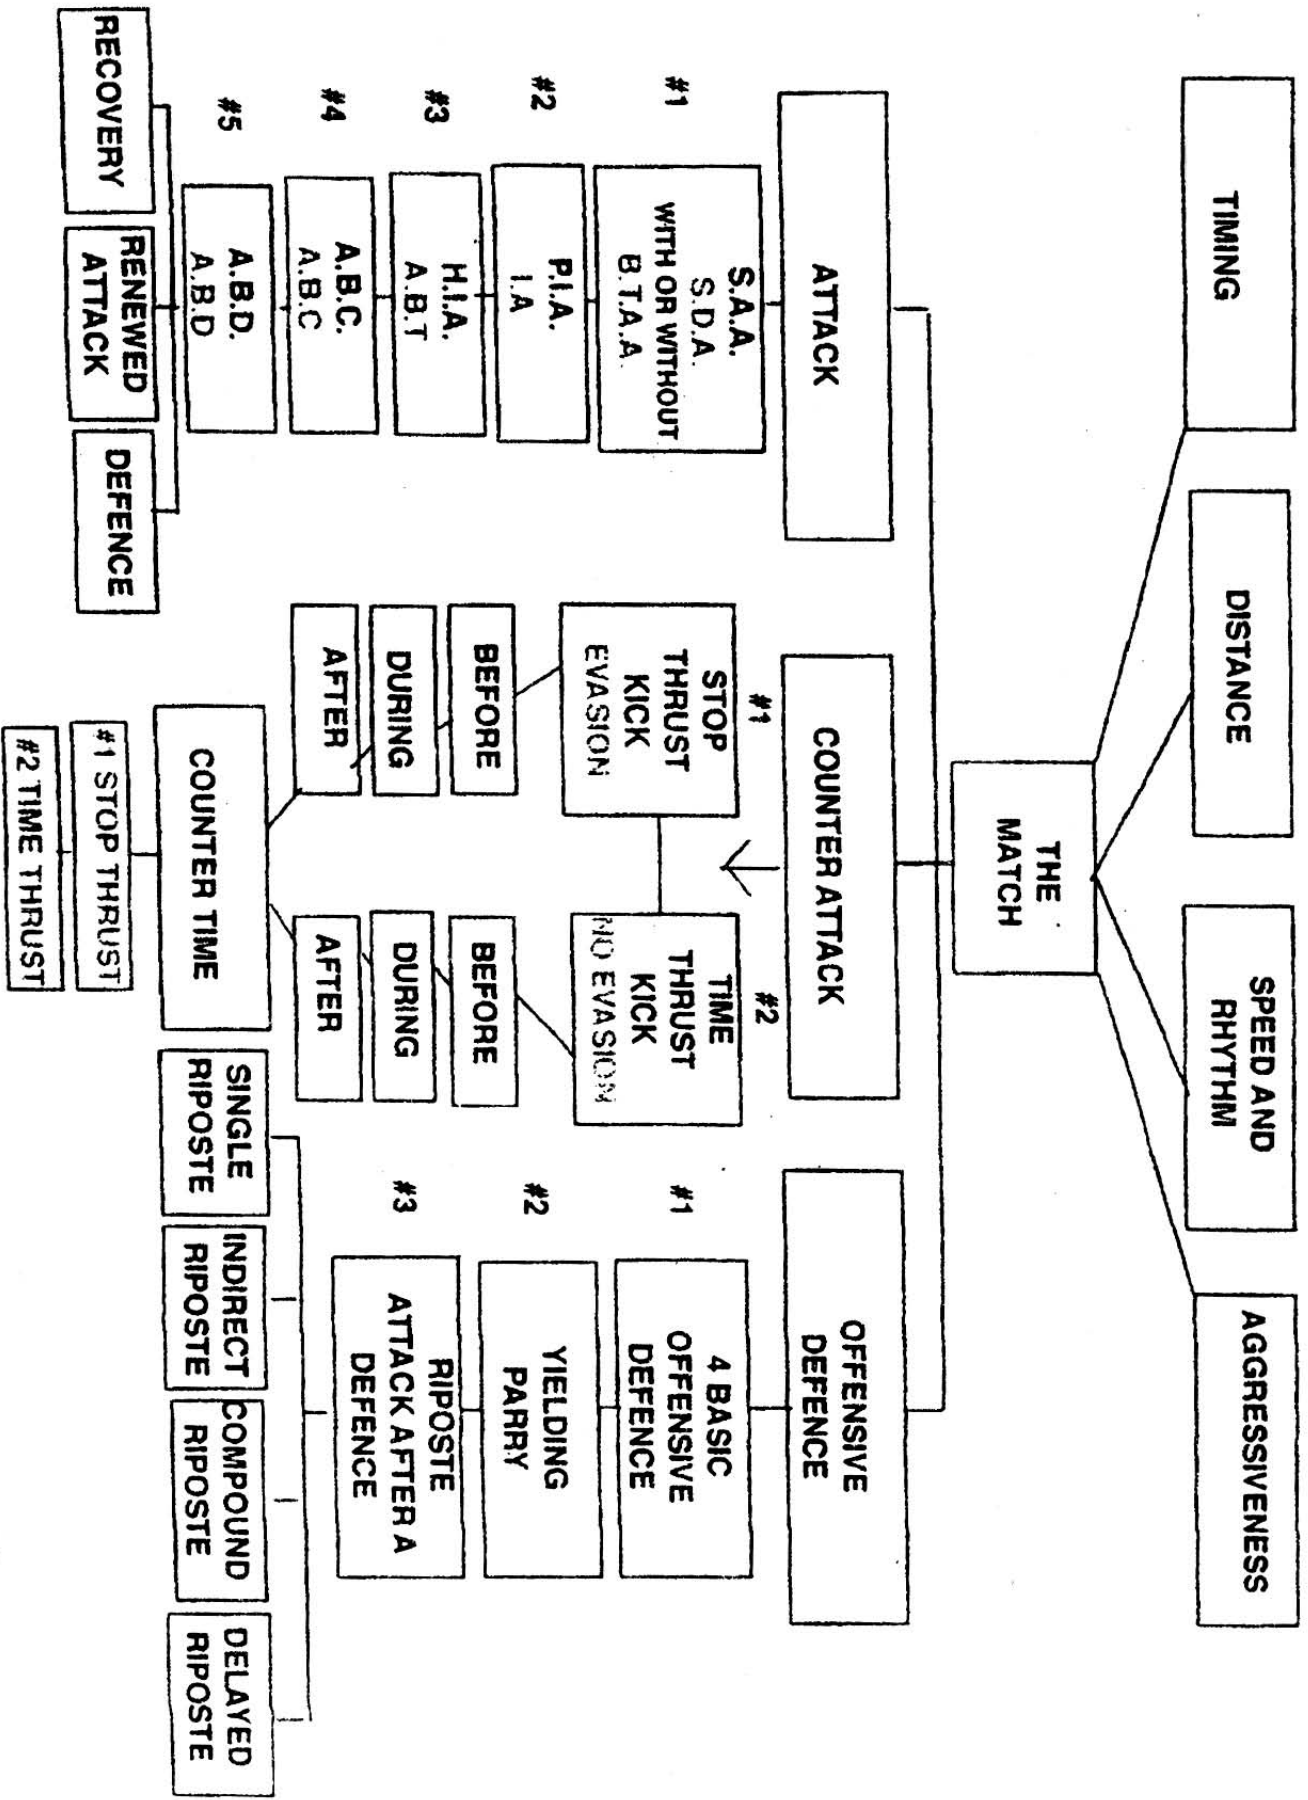 TIMING
DISTANCE
SPEED AND
RHYTHM
AGGRESSIVENESS
THE
MATCH
ATTACK
#1
S.A.A.
S.D.A.
WITH OR WITHOUT
B.T.A.A.
#2
P.I.A.
I.A
#3
H.I.A.
A.B.T
#4
A.B.C.
A.B.C
#5
A.B.D.
A.B.D
RECOVERY
RENEWED
ATTACK
DEFENCE
COUNTER ATTACK
#1
STOP
THRUST
KICK
EVASION
BEFORE
DURING
AFTER
#2
TIME
THRUST
KICK
NO EVASION
BEFORE
DURING
AFTER
COUNTER TIME
#1 STOP THRUST
#2 TIME THRUST
OFFENSIVE
DEFENCE
#1
4 BASIC
OFFENSIVE
DEFENCE
#2
YIELDING
PARRY
#3
RIPOSTE
ATTACK AFTER A
DEFENCE
SINGLE
RIPOSTE
INDIRECT
RIPOSTE
COMPOUND
RIPOSTE
DELAYED
RIPOSTE